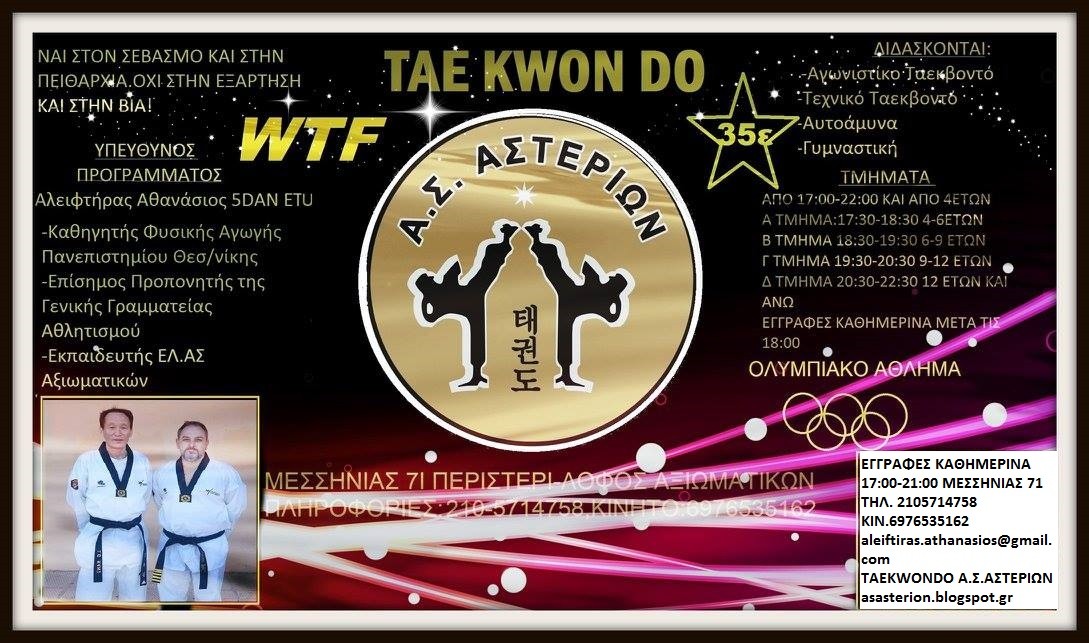 ΝΑΙ ΣΤΟΝ ΣΕΒΑΣΜΟ ΚΑΙ ΣΤΗΝ
ΠΕΙΘΑΡΧΙΑ,ΟΧΙ ΣΤΗΝ ΕΞΑΡΤΗΣΗ
ΚΑΙ ΣΤΗΝ ΒΙΑ!
TAE KWON DO
WTF
ΥΠΕΥΘΥΝΟΣ
ΠΡΟΓΡΑΜΜΑΤΟΣ
Αλειφτήρας Αθανάσιος 5DAN ETU
-Καθηγητής Φυσικής Αγωγής
Πανεπιστημίου Θεσ/νίκης
-Επίσημος Προπονητής της
Γενικής Γραμματείας
Αθλητισμού
-Εκπαιδευτής ΕΛ.ΑΣ
Αξιωματικών
Α.Σ. ΑΣΤΕΡΙΩΝ
태권도
35ε
ΔΙΔΑΣΚΟΝΤΑΙ:
-Αγωνιστικο Ταεκβοντό
-Τεχνικό Ταεκβοντό
-Αυτοάμυνα
-Γυμναστική
ΤΜΗΜΑΤΑ
ΑΠΟ 17:00-22:00 ΚΑΙ ΑΠΟ 4ΕΤΩΝ
Α ΤΜΗΜΑ:17:30-18:30 4-6ΕΤΩΝ
Β ΤΜΗΜΑ 18:30-19:30 6-9 ΕΤΩΝ
Γ ΤΜΗΜΑ 19:30-20:30 9-12 ΕΤΩΝ
Δ ΤΜΗΜΑ 20:30-22:30 12 ΕΤΩΝ ΚΑΙ
ΑΝΩ
ΕΓΓΡΑΦΕΣ ΚΑΘΗΜΕΡΙΝΑ ΜΕΤΑ ΤΙΣ
18:00
ΟΛΥΜΠΙΑΚΟ ΑΘΛΗΜΑ
ΜΕΣΣΗΝΙΑΣ 7Ι ΠΕΡΙΣΤΕΡΙ-ΛΟΦΟΣ ΑΞΙΩΜΑΤΙΚΩΝ
ΠΛΗΡΟΦΟΡΙΕΣ:210-5714758,ΚΙΝΗΤΟ:6976535162
ΕΓΓΡΑΦΕΣ ΚΑΘΗΜΕΡΙΝΑ
17:00-21:00 ΜΕΣΣΗΝΙΑΣ 71
ΤΗΛ. 2105714758
ΚΙΝ.6976535162
aleiftiras.athanasios@gmail.
com
TAEKWONDO Α.Σ.ΑΣΤΕΡΙΩΝ
asasterion.blogspot.gr